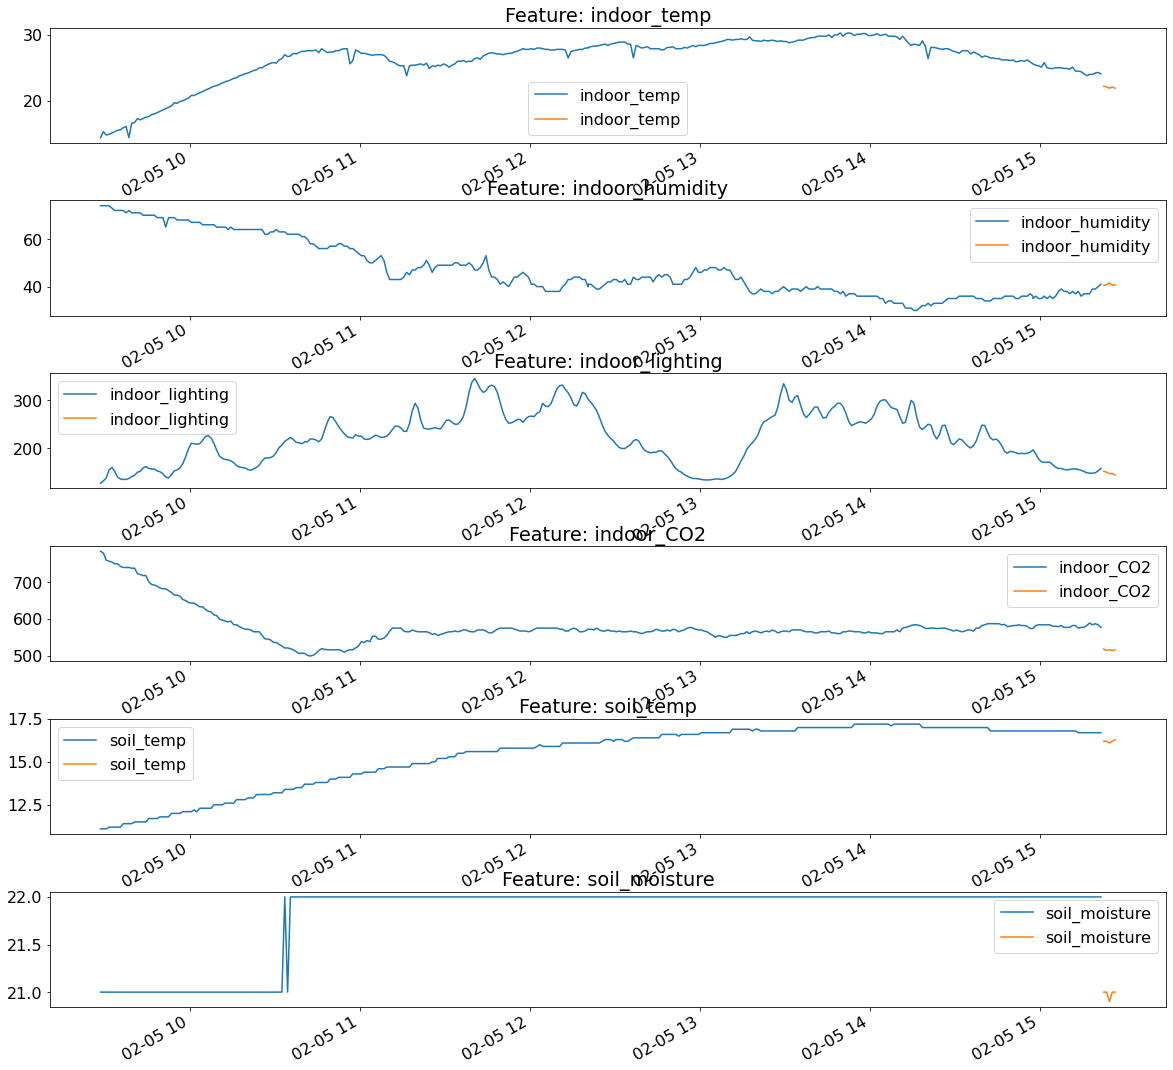 Feature: indoor_temp
30
20
indoor_temp
indoor_temp
02-05 10
02-05 11
02-05 12
02-05 13
02-05 14
02-05 15
Feature: indoor_humidity
60
40
indoor_humidity
indoor_humidity
02-05 10
02-05 11
02-05 12
02-05 13
02-05 14
02-05 15
Feature: indoor_lighting
300
200
indoor_lighting
indoor_lighting
02-05 10
02-05 11
02-05 12
02-05 13
02-05 14
02-05 15
Feature: indoor_CO2
700
600
500
indoor_CO2
indoor_CO2
02-05 10
02-05 11
02-05 12
02-05 13
02-05 14
02-05 15
Feature: soil_temp
17.5
15.0
12.5
soil_temp
soil_temp
02-05 10
02-05 11
02-05 12
02-05 13
02-05 14
02-05 15
Feature: soil_moisture
22.0
21.5
21.0
soil_moisture
soil_moisture
02-05 10
02-05 11
02-05 12
02-05 13
02-05 14
02-05 15